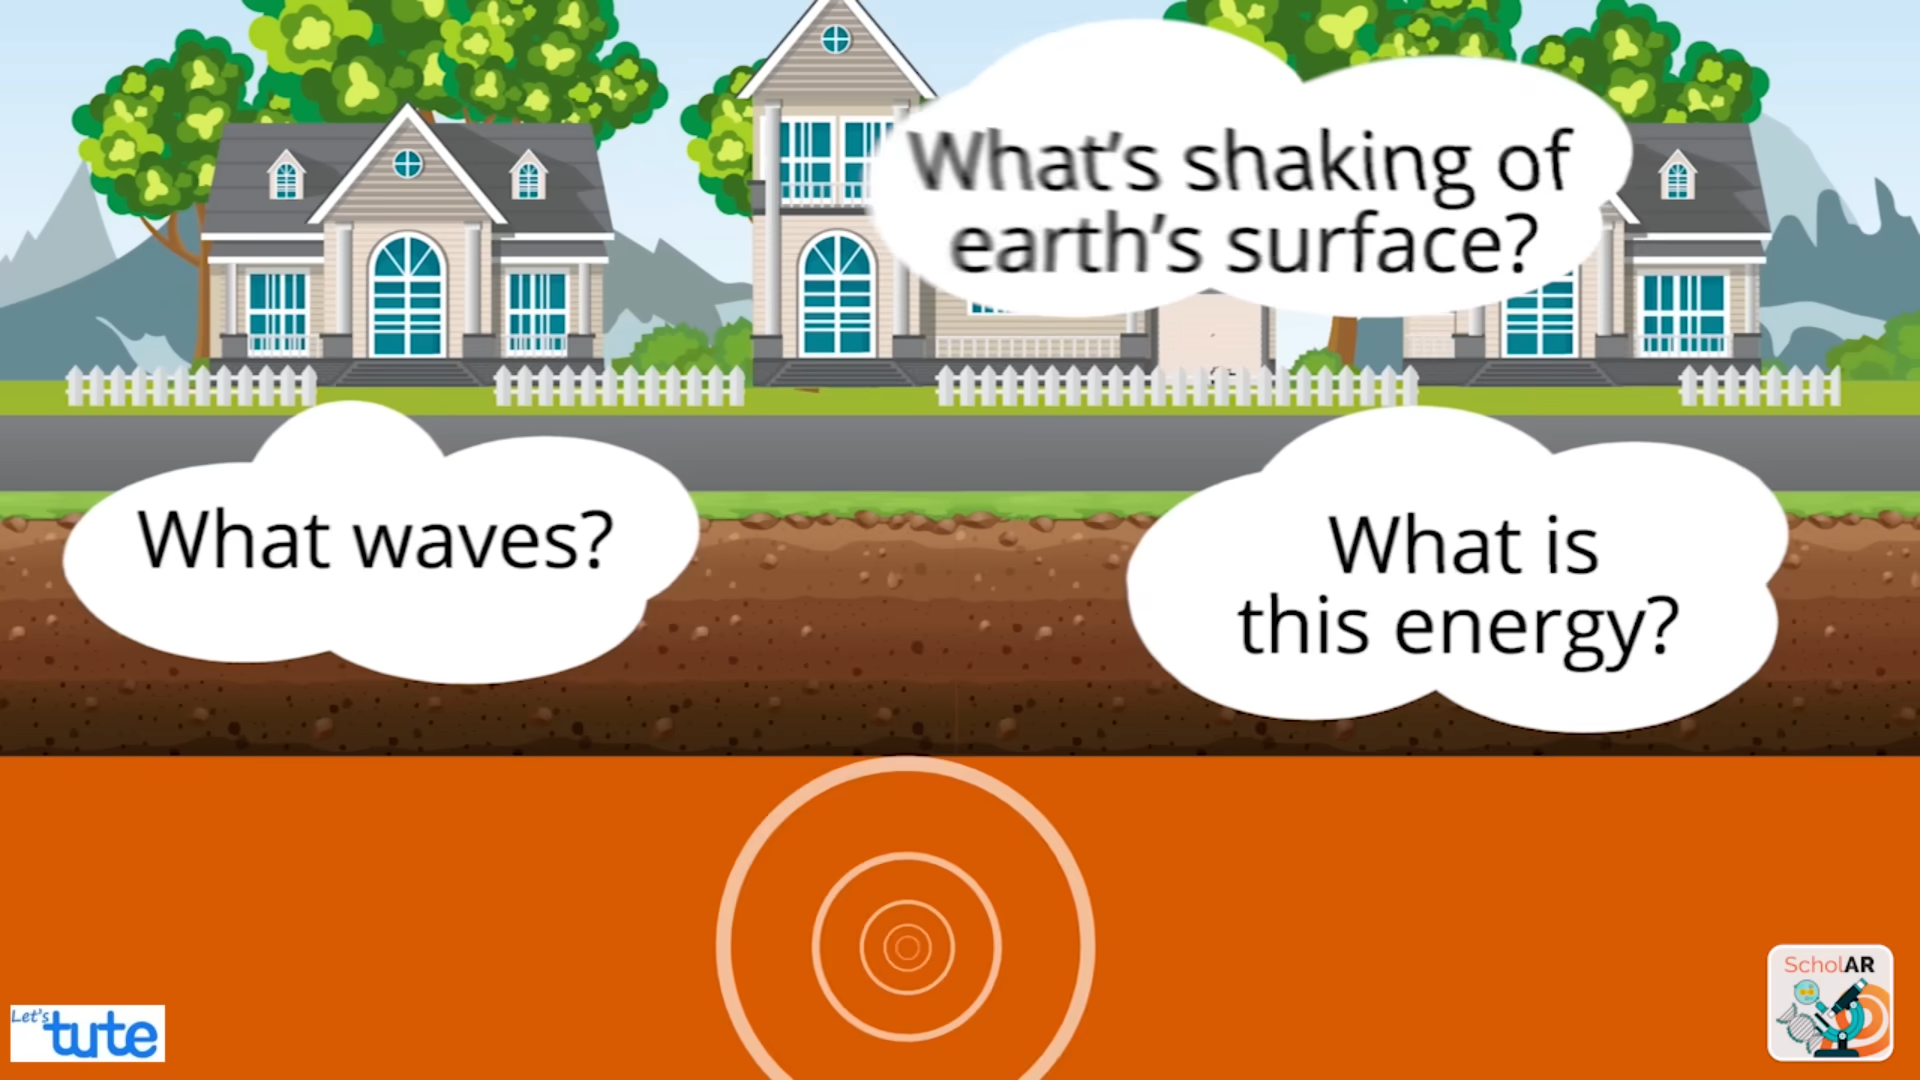 What's shaking of
earth's surface?
What waves?
What is
this energy?
Let's
tute
ScholAR